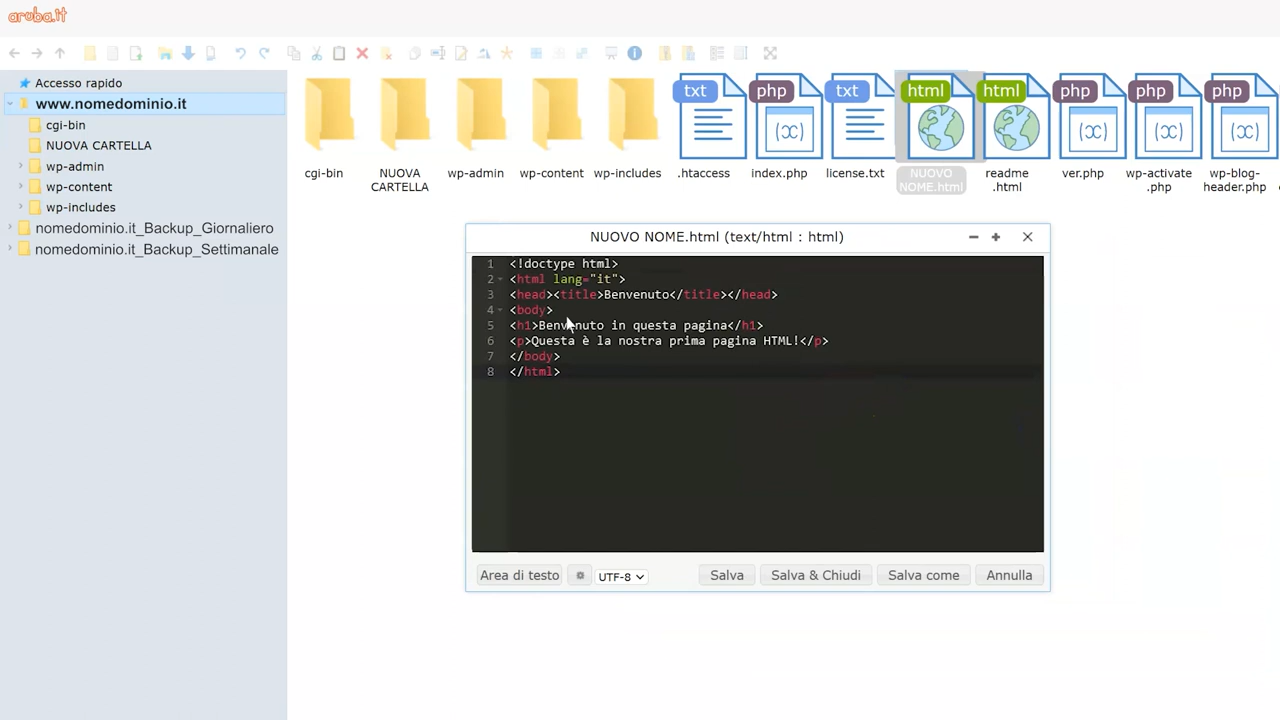 aruba.it
Accesso rapido
www.nomedominio.it
cgi-bin
NUOVA CARTELLA
wp-admin
wp-content
wp-includes
nomedominio.it_Backup_Giornaliero
nomedominio.it_Backup_Settimanale
txt
php
txt
html
html
php
php
php
cgi-bin
NUOVA
CARTELLA
wp-admin
wp-content
wp-includes
.htaccess
index.php
license.txt
NUOVO
NOME.html
readme
.html
ver.php
wp-activate
.php
wp-blog-
header.php
NUOVO NOME.html (text/html : html)
1 <!doctype html>
2 <html lang="it">
3 <head><title>Benvenuto</title></head>
4 <body>
5 <h1>Benvenuto in questa pagina</h1>
6 <p>Questa è la nostra prima pagina HTML!</p>
7 </body>
8 </html>
Area di testo
UTF-8
Salva
Salva & Chiudi
Salva come
Annulla